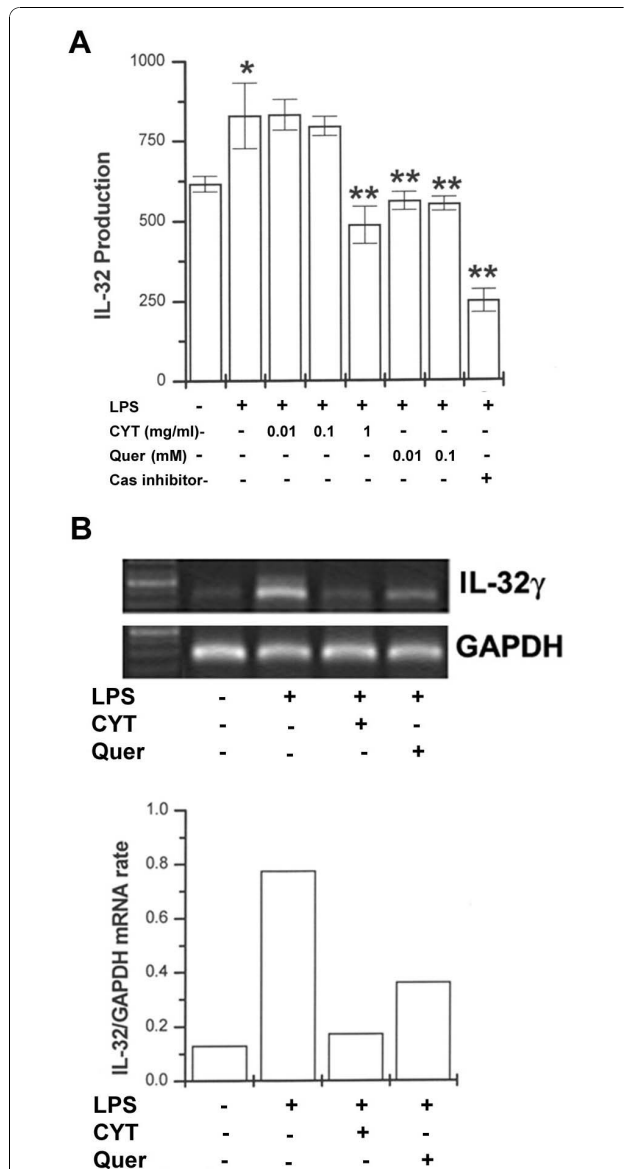 A
1000
750
500
250
0
IL-32 Production
* ** ** ** **
LPS - + + + + + + +
CYT (mg/ml)- - 0.01 0.1 1 - - -
Quer (mM) - - - - - 0.01 0.1 -
Cas inhibitor- - - - - - - +
B
IL-32γ
GAPDH
LPS - + + +
CYT - - + -
Quer - - - +
1.0
0.8
0.6
0.4
0.2
0.0
IL-32/GAPDH mRNA rate
LPS - + + +
CYT - - + -
Quer - - - +